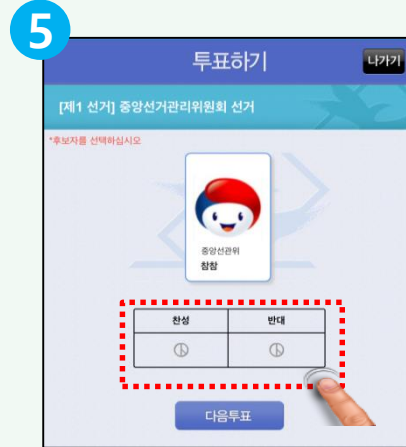 5
투표하기
나가기
[제1 선거] 중앙선거관리위원회 선거
*후보자를 선택하십시오
중앙선관위
참참
찬성 반대
다음투표